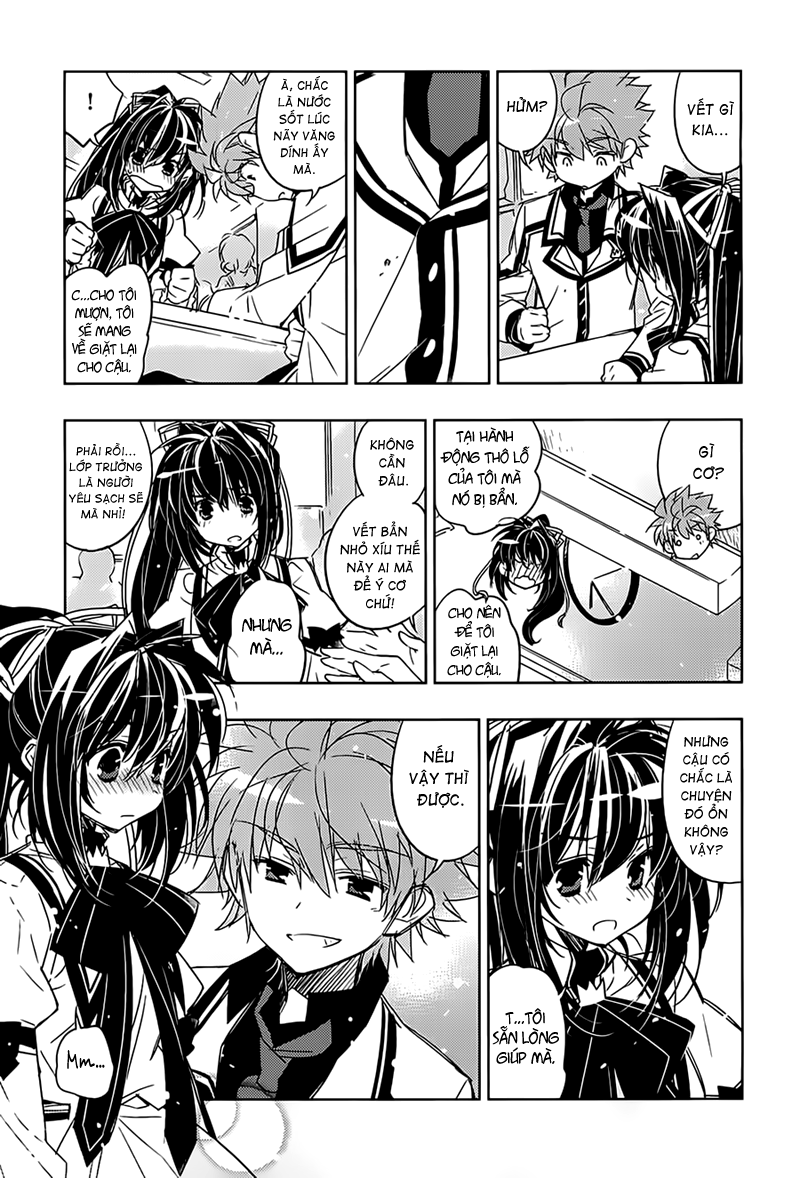 VẾT GÌ
KIA...
HỬM?
À, CHẮC
LÀ NƯỚC
SỐT LÚC
NÃY VĂNG
DÍNH ẤY
MÀ.
!
C...CHO TÔI
MƯỢN, TÔI
SẼ MANG
VỀ GIẶT LẠI
CHO CẬU.
GÌ
CƠ?
TẠI HÀNH
ĐỘNG THÔ LỖ
CỦA TÔI MÀ
NÓ BỊ BẨN.
CHO NÊN
ĐỂ TÔI
GIẶT LẠI
CHO CẬU.
KHÔNG
CẦN
ĐÂU.
VẾT BẨN
NHỎ XÍU THẾ
NÀY AI MÀ
ĐỂ Ý CƠ
CHỨ!
NHƯNG
MÀ...
PHẢI RỒI...
LỚP TRƯỞNG
LÀ NGƯỜI
YÊU SẠCH SẼ
MÀ NHỈ!
NHƯNG
CẬU CÓ
CHẮC LÀ
CHUYỆN
ĐÓ ỔN
KHÔNG
VẬY?
T...TÔI
SẴN LÒNG
GIÚP MÀ.
NẾU
VẬY THÌ
ĐƯỢC.
Mm...